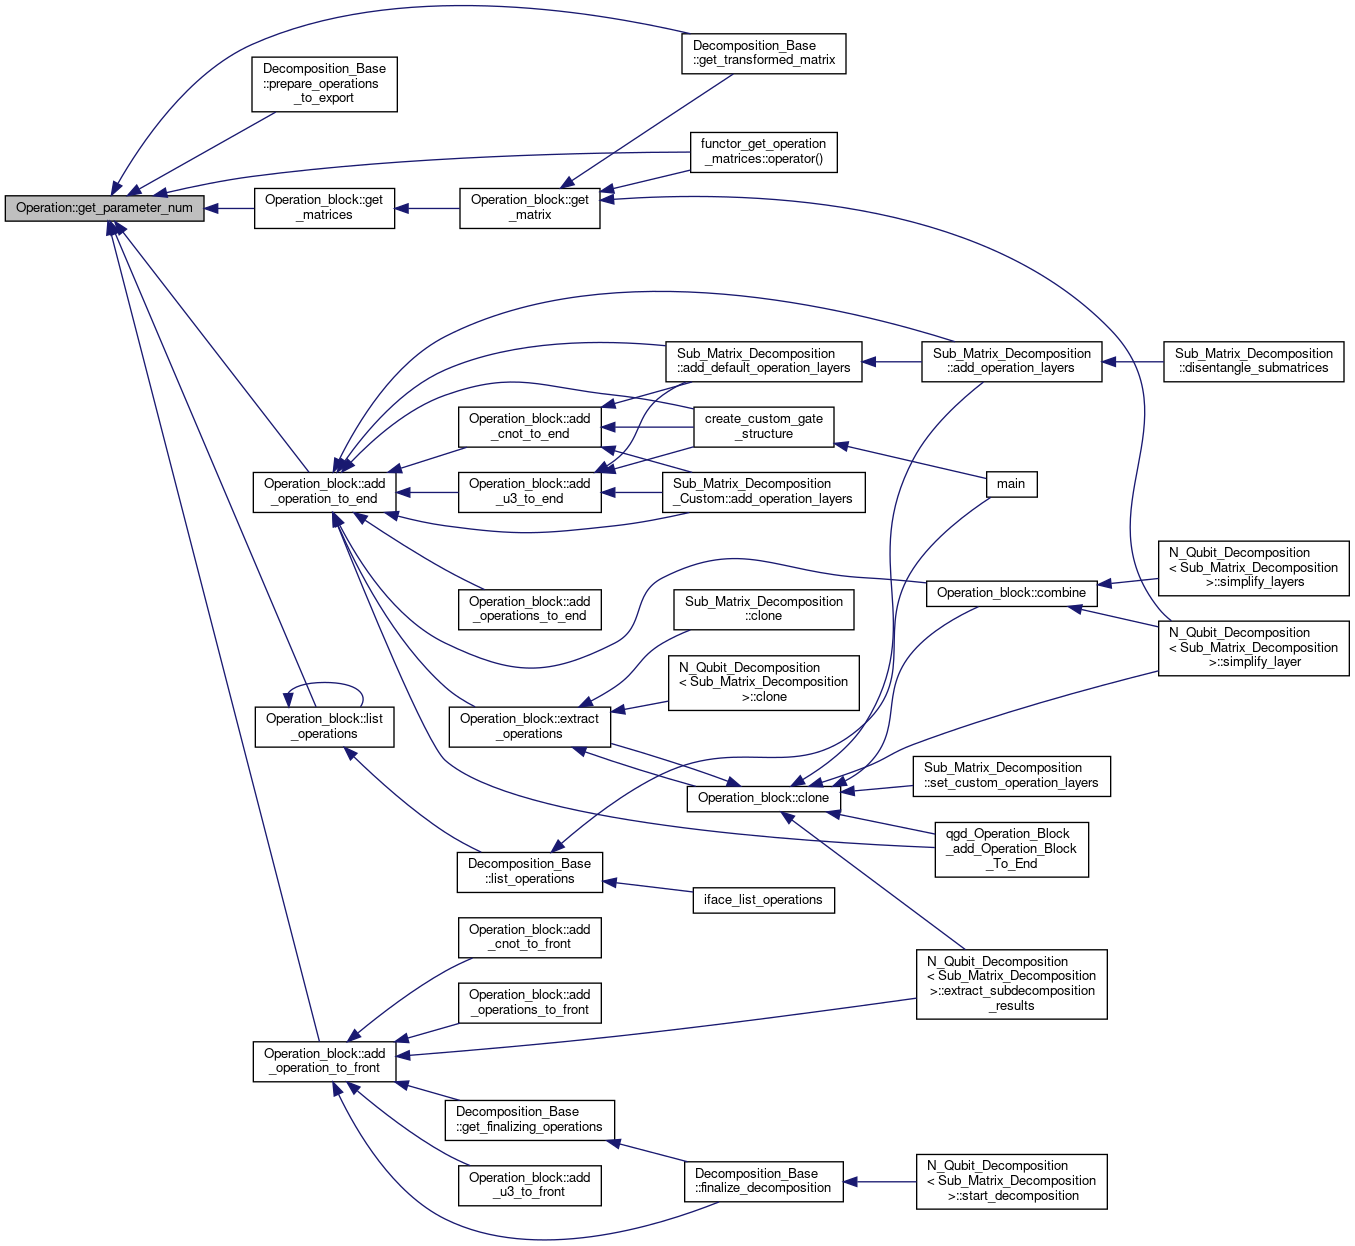 Decomposition_Base
::get_transformed_matrix
Decomposition_Base
::prepare_operations
_to_export
functor_get_operation
_matrices::operator()
Operation::get_parameter_num
Operation_block::get
_matrices
Operation_block::get
_matrix
Sub_Matrix_Decomposition
::add_default_operation_layers
Sub_Matrix_Decomposition
::add_operation_layers
Sub_Matrix_Decomposition
::disentangle_submatrices
Operation_block::add
_cnot_to_end
create_custom_gate
_structure
Operation_block::add
_operation_to_end
Operation_block::add
_u3_to_end
Sub_Matrix_Decomposition
_Custom::add_operation_layers
main
Operation_block::add
_operations_to_end
Sub_Matrix_Decomposition
::clone
Operation_block::combine
N_Qubit_Decomposition
< Sub_Matrix_Decomposition
>::simplify_layers
N_Qubit_Decomposition
< Sub_Matrix_Decomposition
>::simplify_layer
N_Qubit_Decomposition
< Sub_Matrix_Decomposition
>::clone
Operation_block::list
_operations
Operation_block::extract
_operations
Operation_block::clone
Sub_Matrix_Decomposition
::set_custom_operation_layers
qgd_Operation_Block
_add_Operation_Block
_To_End
Decomposition_Base
::list_operations
iface_list_operations
Operation_block::add
_cnot_to_front
N_Qubit_Decomposition
< Sub_Matrix_Decomposition
>::extract_subdecomposition
_results
Operation_block::add
_operations_to_front
Operation_block::add
_operation_to_front
Decomposition_Base
::get_finalizing_operations
Operation_block::add
_u3_to_front
Decomposition_Base
::finalize_decomposition
N_Qubit_Decomposition
< Sub_Matrix_Decomposition
>::start_decomposition